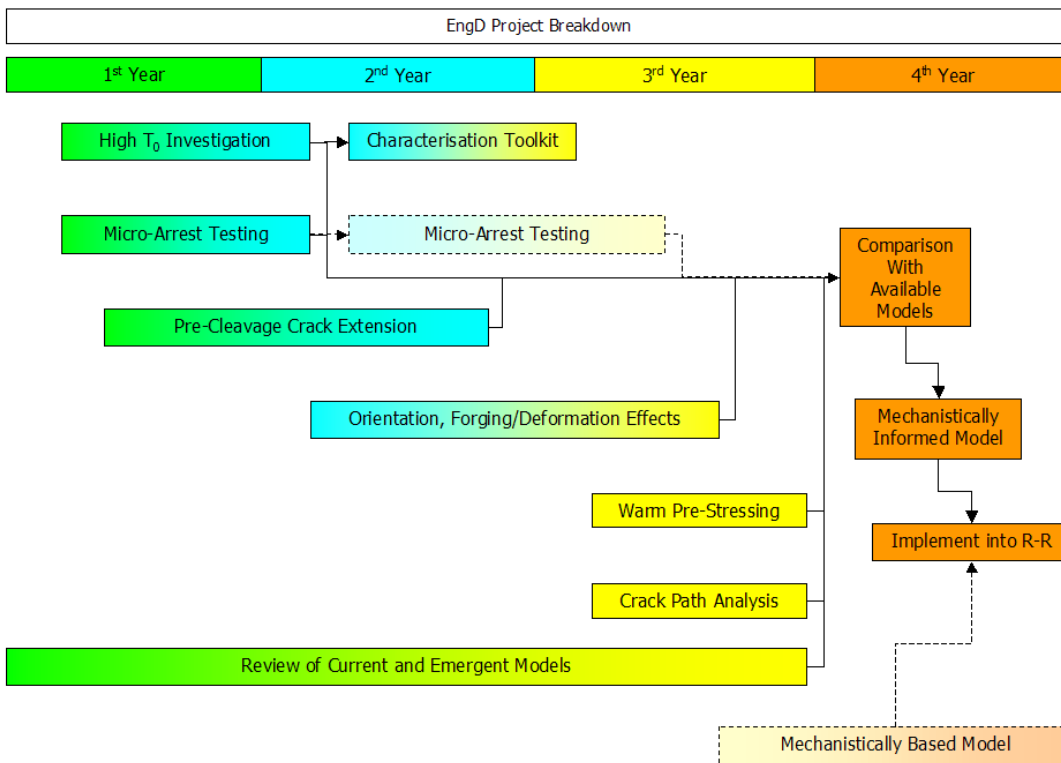 EngD Project Breakdown
1st Year
2nd Year
3rd Year
4th Year
High T0 Investigation
Characterisation Toolkit
Micro-Arrest Testing
Micro-Arrest Testing
Comparison
With
Available
Models
Pre-Cleavage Crack Extension
Orientation, Forging/Deformation Effects
Mechanistically
Informed Model
Warm Pre-Stressing
Implement into R-R
Crack Path Analysis
Review of Current and Emergent Models
Mechanistically Based Model